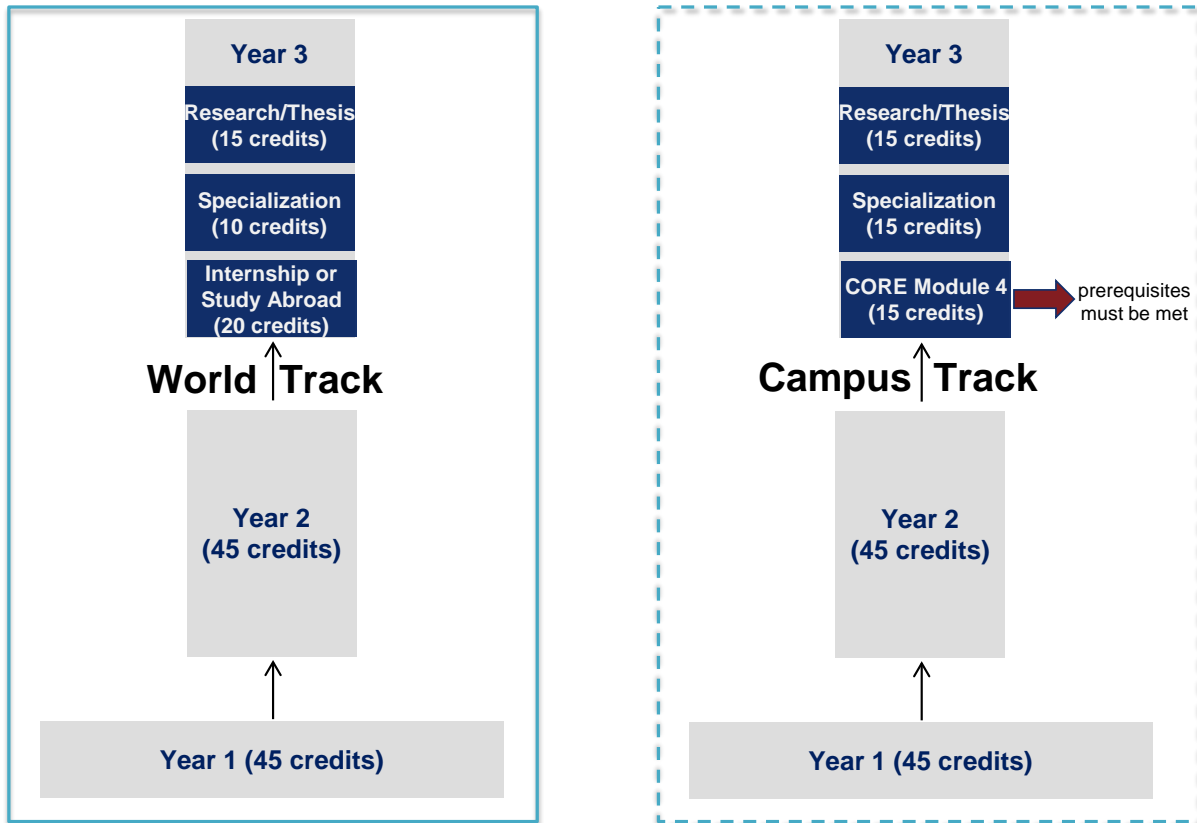 Year 3
Research/Thesis
(15 credits)
Specialization
(10 credits)
Internship or
Study Abroad
(20 credits)
World Track
Year 2
(45 credits)
Year 1 (45 credits)
Year 3
Research/Thesis
(15 credits)
Specialization
(15 credits)
CORE Module 4
(15 credits)
prerequisites
must be met
Campus Track
Year 2
(45 credits)
Year 1 (45 credits)